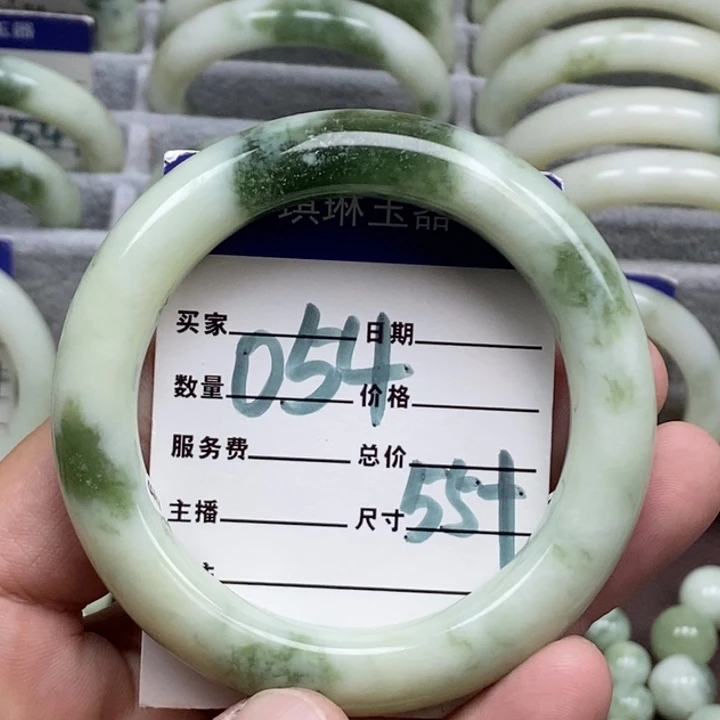 琪琳玉器
买家 日期
054
数量 价格
服务费 总价
主播 尺寸 55+